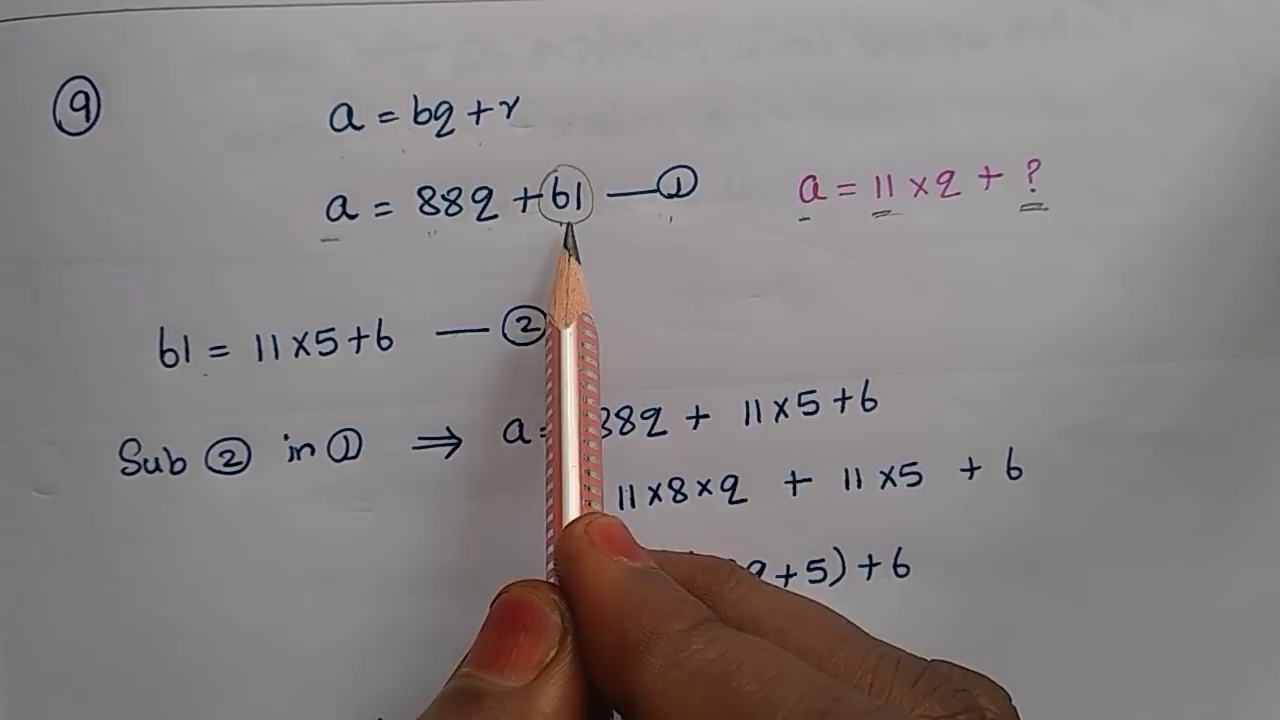 9
a = bq + r
a = 88q + 61 — ①
a = 11 × q + ?
61 = 11×5+6 — ②
Sub ② in ① ⇒ a = 88q + 11×5+6
11×8×q + 11×5 + 6
q+5)+6